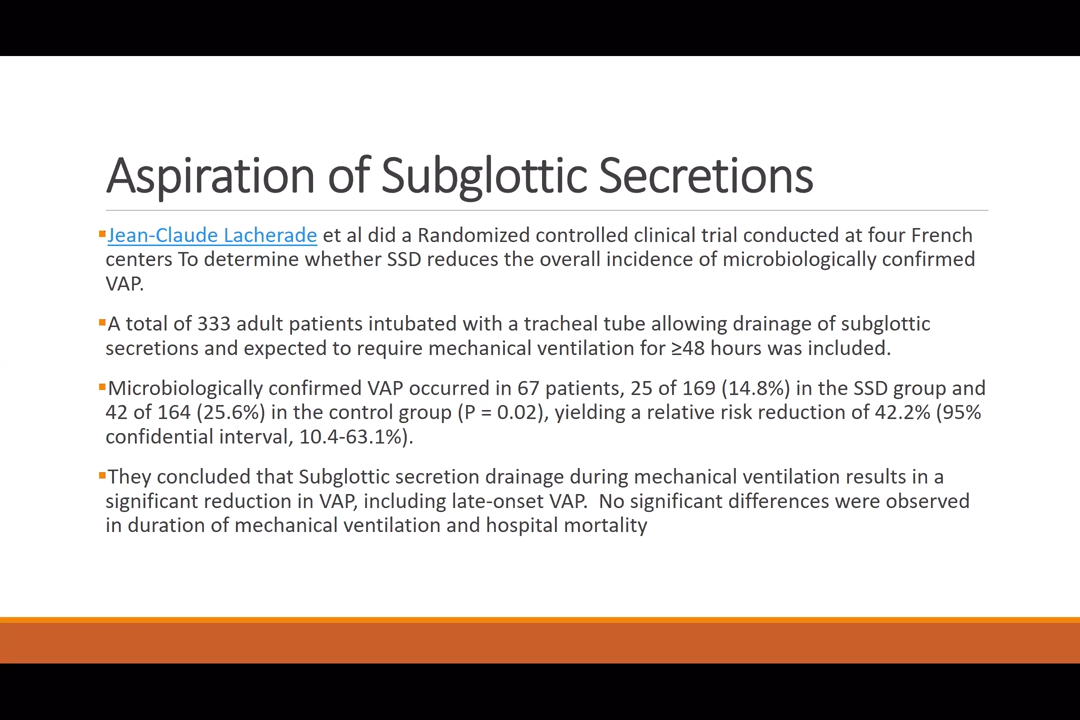 Aspiration of Subglottic Secretions
▪Jean-Claude Lacherade et al did a Randomized controlled clinical trial conducted at four French
centers To determine whether SSD reduces the overall incidence of microbiologically confirmed
VAP.
▪A total of 333 adult patients intubated with a tracheal tube allowing drainage of subglottic
secretions and expected to require mechanical ventilation for ≥48 hours was included.
▪Microbiologically confirmed VAP occurred in 67 patients, 25 of 169 (14.8%) in the SSD group and
42 of 164 (25.6%) in the control group (P = 0.02), yielding a relative risk reduction of 42.2% (95%
confidential interval, 10.4-63.1%).
▪They concluded that Subglottic secretion drainage during mechanical ventilation results in a
significant reduction in VAP, including late-onset VAP.  No significant differences were observed
in duration of mechanical ventilation and hospital mortality